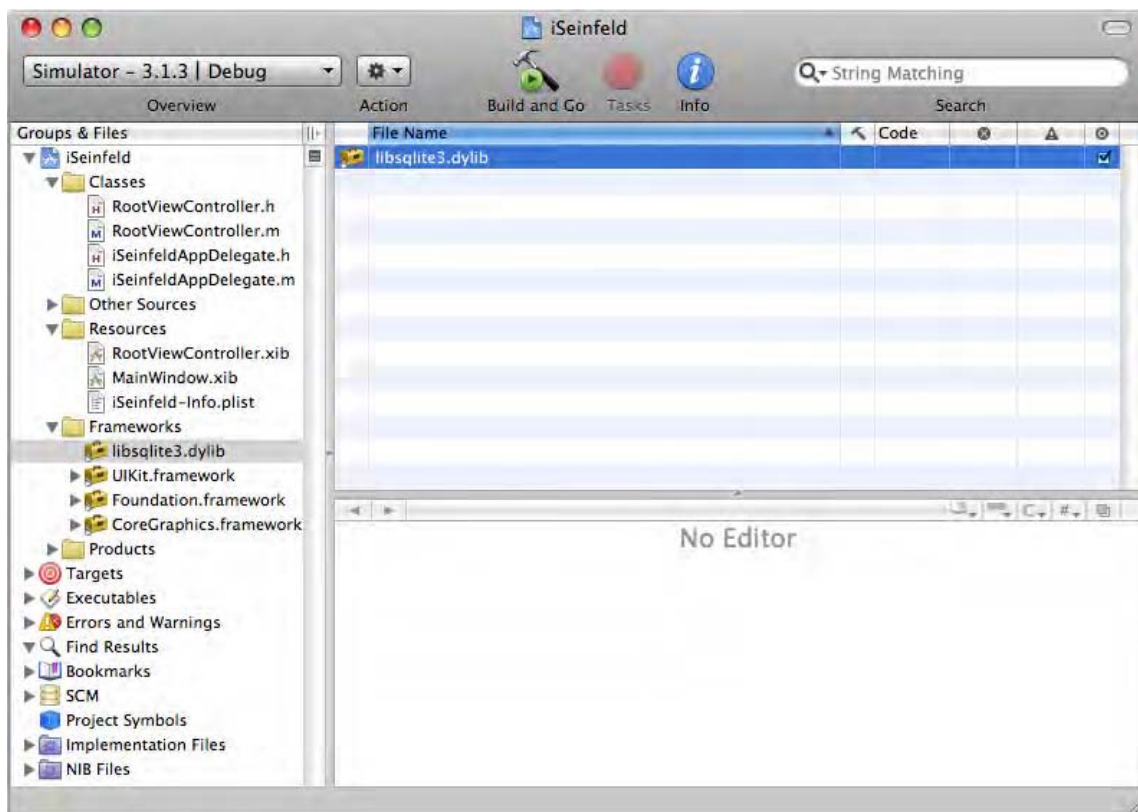 iSeinfeld
Simulator - 3.1.3 | Debug
String Matching
Overview
Action
Build and Go
Tasks
Info
Search
Groups & Files
File Name
Code
iSeinfeld
libsqlite3.dylib
Classes
RootViewController.h
RootViewController.m
iSeinfeldAppDelegate.h
iSeinfeldAppDelegate.m
Other Sources
Resources
RootViewController.xib
MainWindow.xib
iSeinfeld-Info.plist
Frameworks
libsqlite3.dylib
UIKit.framework
Foundation.framework
CoreGraphics.framework
Products
Targets
Executables
Errors and Warnings
Find Results
Bookmarks
SCM
Project Symbols
Implementation Files
NIB Files
C
#
No Editor